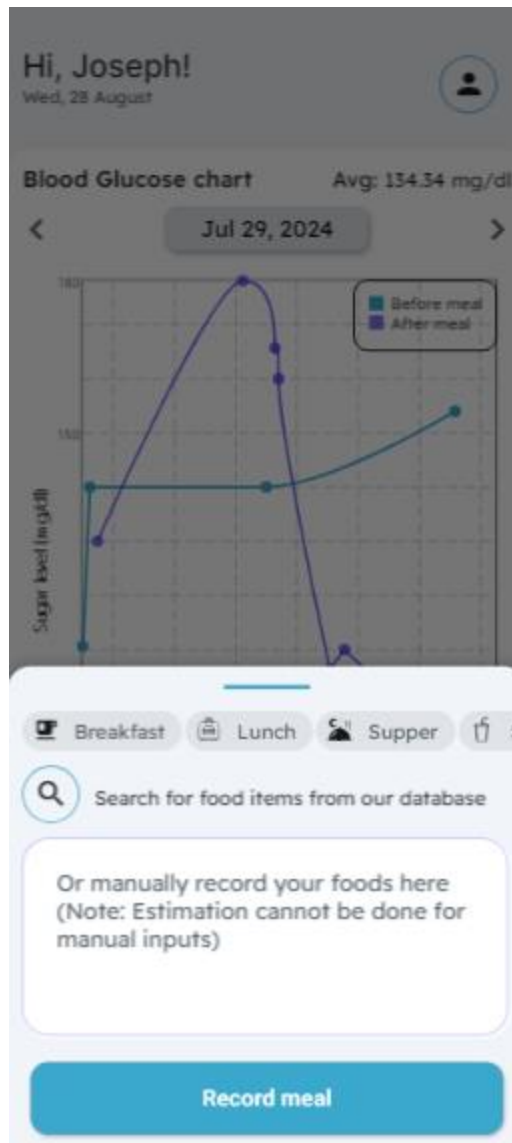 Hi, Joseph!
Wed, 28 August
Blood Glucose chart Avg: 134.34 mg/dl
Jul 29, 2024
180
Before meal
After meal
150
Sugar level (mg/dl)
Breakfast Lunch Supper
Search for food items from our database
Or manually record your foods here
(Note: Estimation cannot be done for
manual inputs)
Record meal